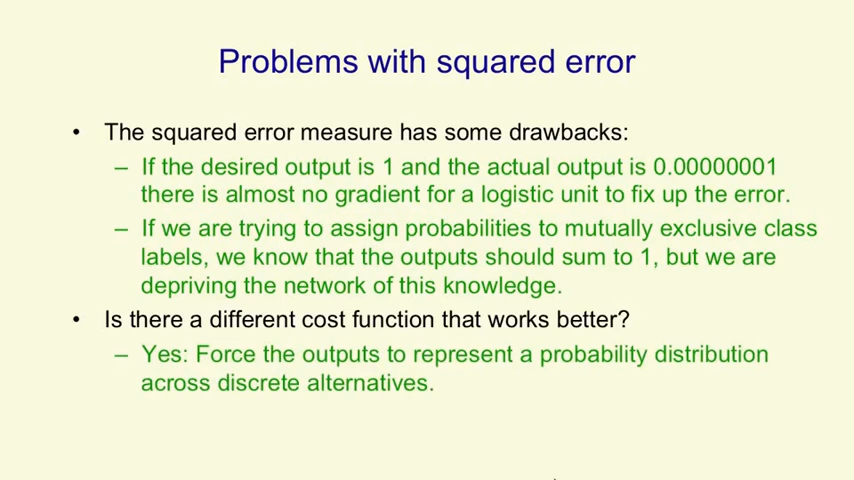 Problems with squared error
• The squared error measure has some drawbacks:
– If the desired output is 1 and the actual output is 0.00000001
there is almost no gradient for a logistic unit to fix up the error.
– If we are trying to assign probabilities to mutually exclusive class
labels, we know that the outputs should sum to 1, but we are
depriving the network of this knowledge.
• Is there a different cost function that works better?
– Yes: Force the outputs to represent a probability distribution
across discrete alternatives.